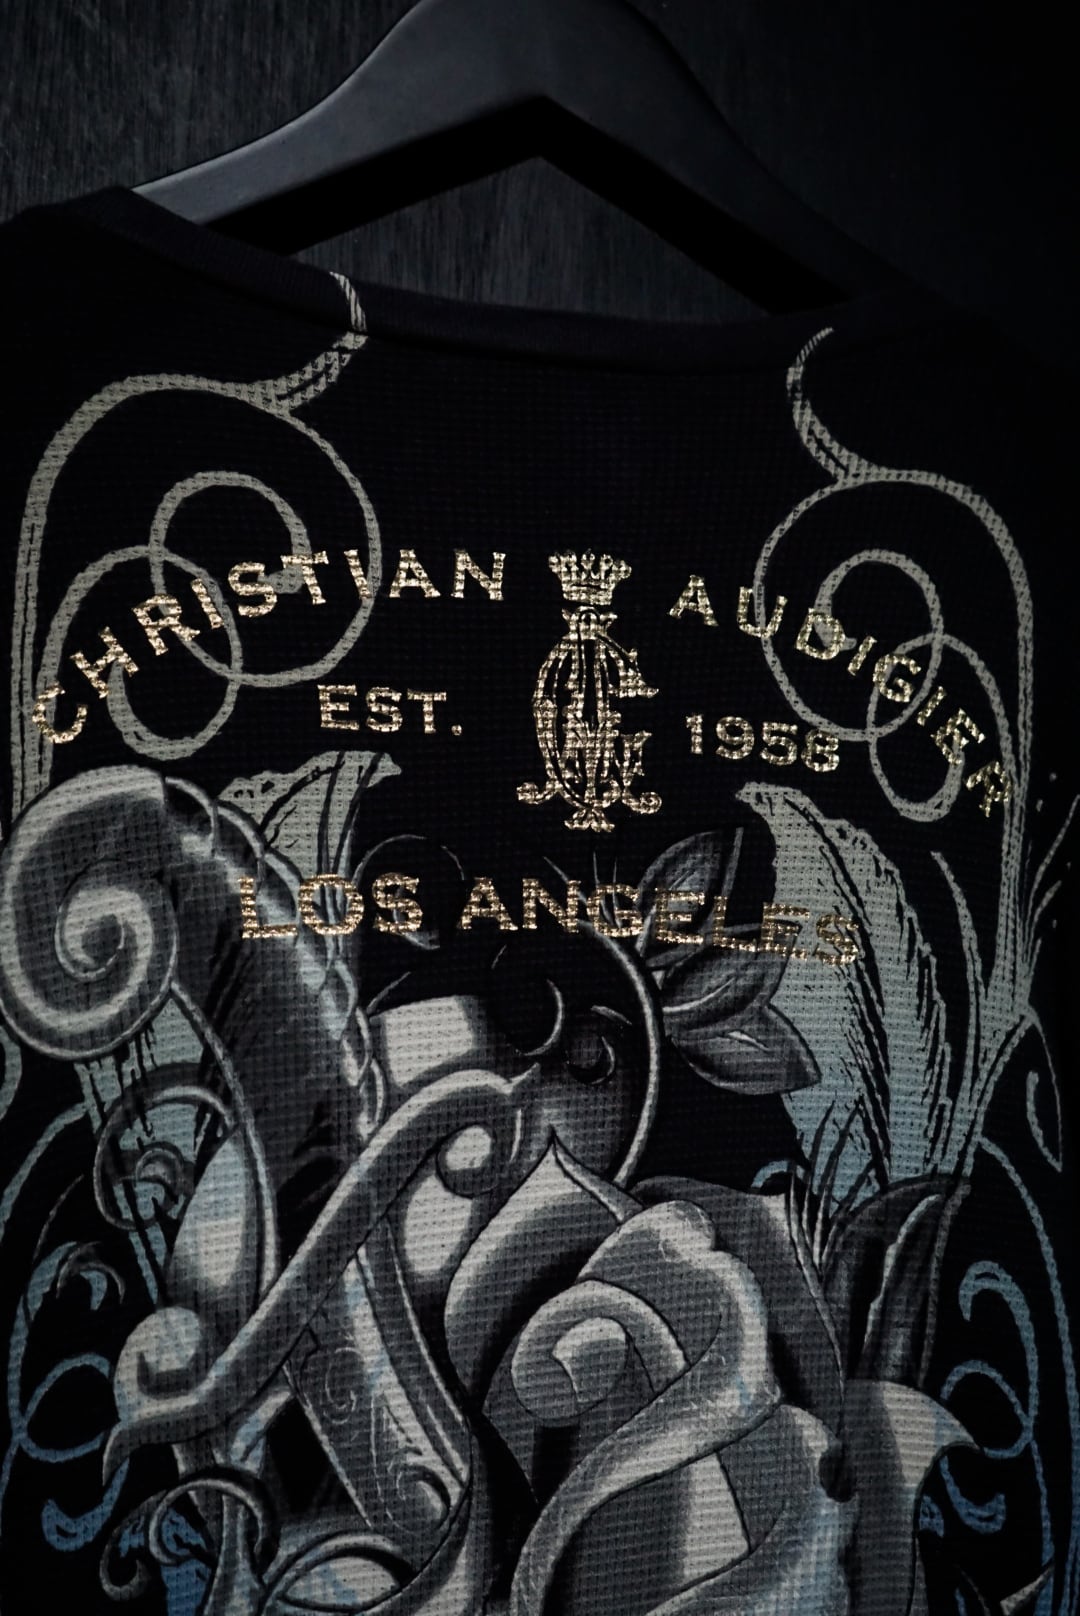 CHRISTIAN AUDIGIER
EST. 1958
LOS ANGELES